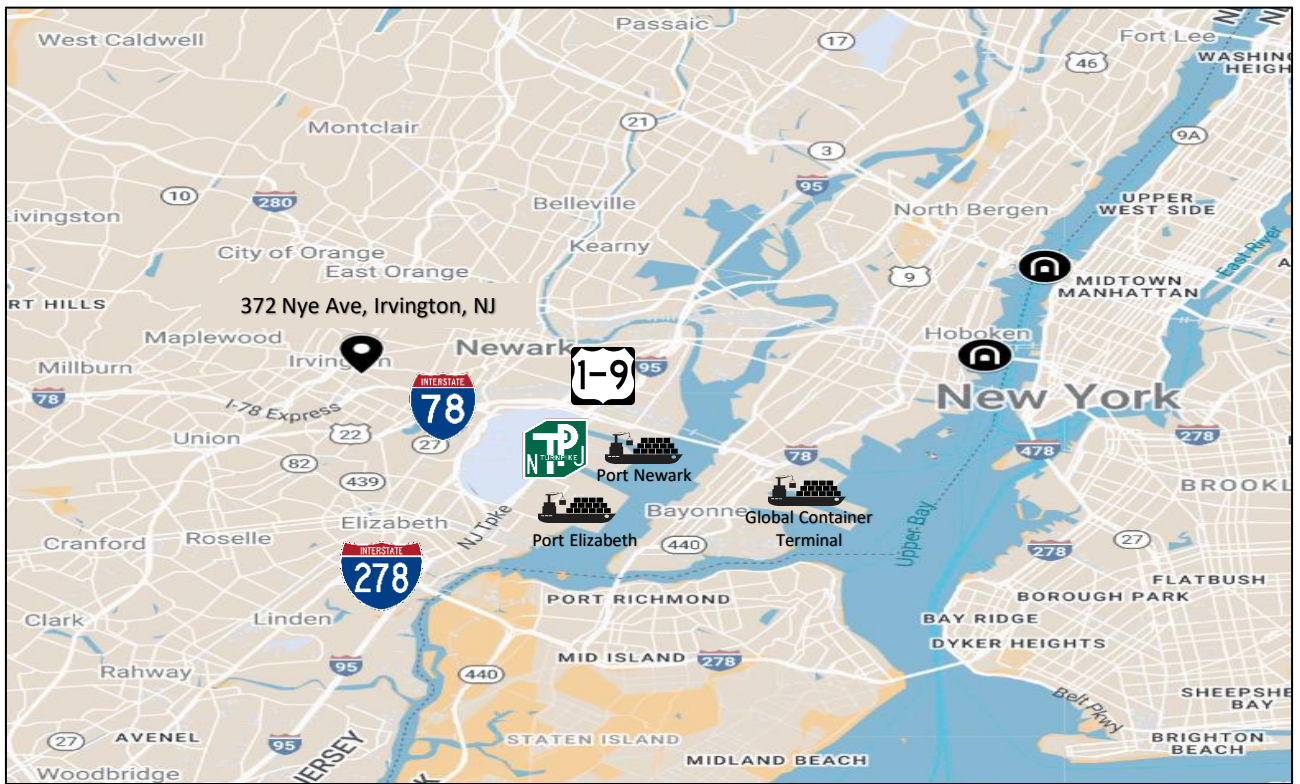 West Caldwell
Passaic
17
Fort Lee
46
WASHIN
HEIGH
Montclair
21
3
9A
10
280
95
Livingston
Belleville
North Bergen
UPPER
WEST SIDE
City of Orange
Kearny
East Orange
9
East River
MIDTOWN
MANHATTAN
RT HILLS
372 Nye Ave, Irvington, NJ
Maplewood
Irvington
Newark
Hoboken
Millburn
1-9
95
78
INTERSTATE
78
New York
I-78 Express
Union
22
27
278
478
82
439
NTPJ
TURNPIKE
Port Newark
78
BROOKL
Elizabeth
NJ Tpke
Port Elizabeth
Bayonne
Global Container
Terminal
Upper Bay
Cranford
Roselle
440
278
27
INTERSTATE
278
FLATBUSH
PORT RICHMOND
BOROUGH PARK
Clark
Linden
BAY RIDGE
DYKER HEIGHTS
95
MID ISLAND
278
Rahway
440
Belt Pkwy
SHEEPSHE
BAY
27
AVENEL
95
JERSEY
STATEN ISLAND
BRIGHTON
BEACH
MIDLAND BEACH
Woodbridge